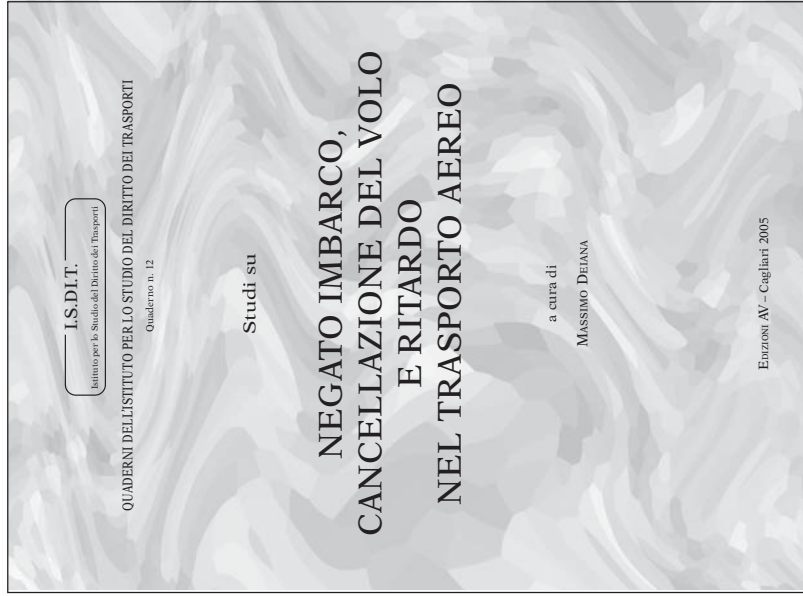 I.S.DI.T.
Istituto per lo Studio del Diritto dei Trasporti
QUADERNI DELL'ISTITUTO PER LO STUDIO DEL DIRITTO DEI TRASPORTI
Quaderno n. 12
Studi su
NEGATO IMBARCO,
CANCELLAZIONE DEL VOLO
E RITARDO
NEL TRASPORTO AEREO
a cura di
MASSIMO DEIANA
EDIZIONI AV – Cagliari 2005